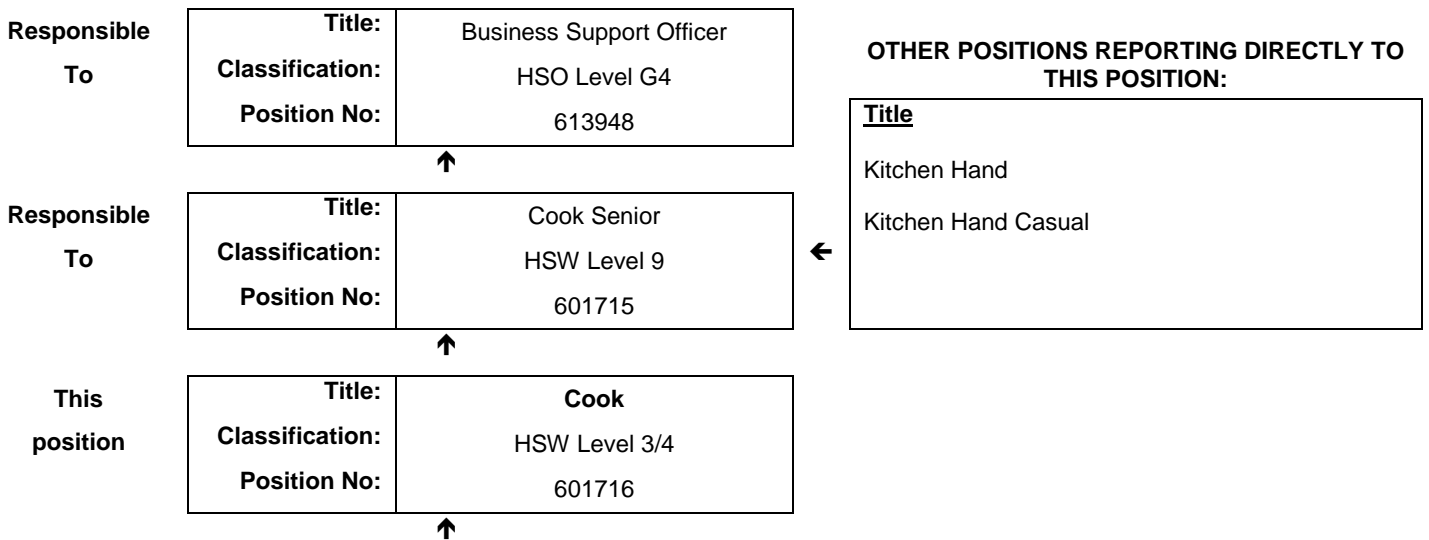 Responsible
To
Title:
Business Support Officer
Classification:
HSO Level G4
Position No:
613948
OTHER POSITIONS REPORTING DIRECTLY TO
THIS POSITION:
Title
Kitchen Hand
Kitchen Hand Casual
Responsible
To
Title:
Cook Senior
Classification:
HSW Level 9
Position No:
601715
This
position
Title:
Cook
Classification:
HSW Level 3/4
Position No:
601716